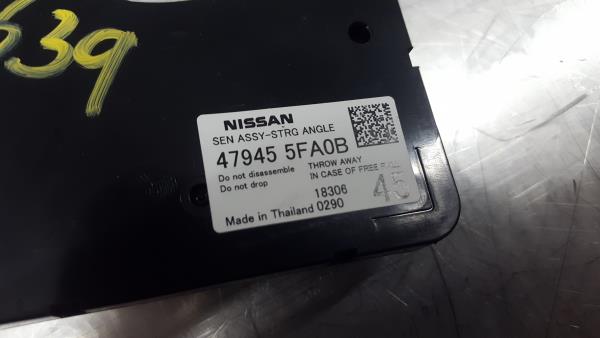 639
NISSAN
SEN ASSY-STRG ANGLE
47945 5FA0B
Do not disassemble
Do not drop
THROW AWAY
IN CASE OF FREE
18306
45
Made in Thailand 0290